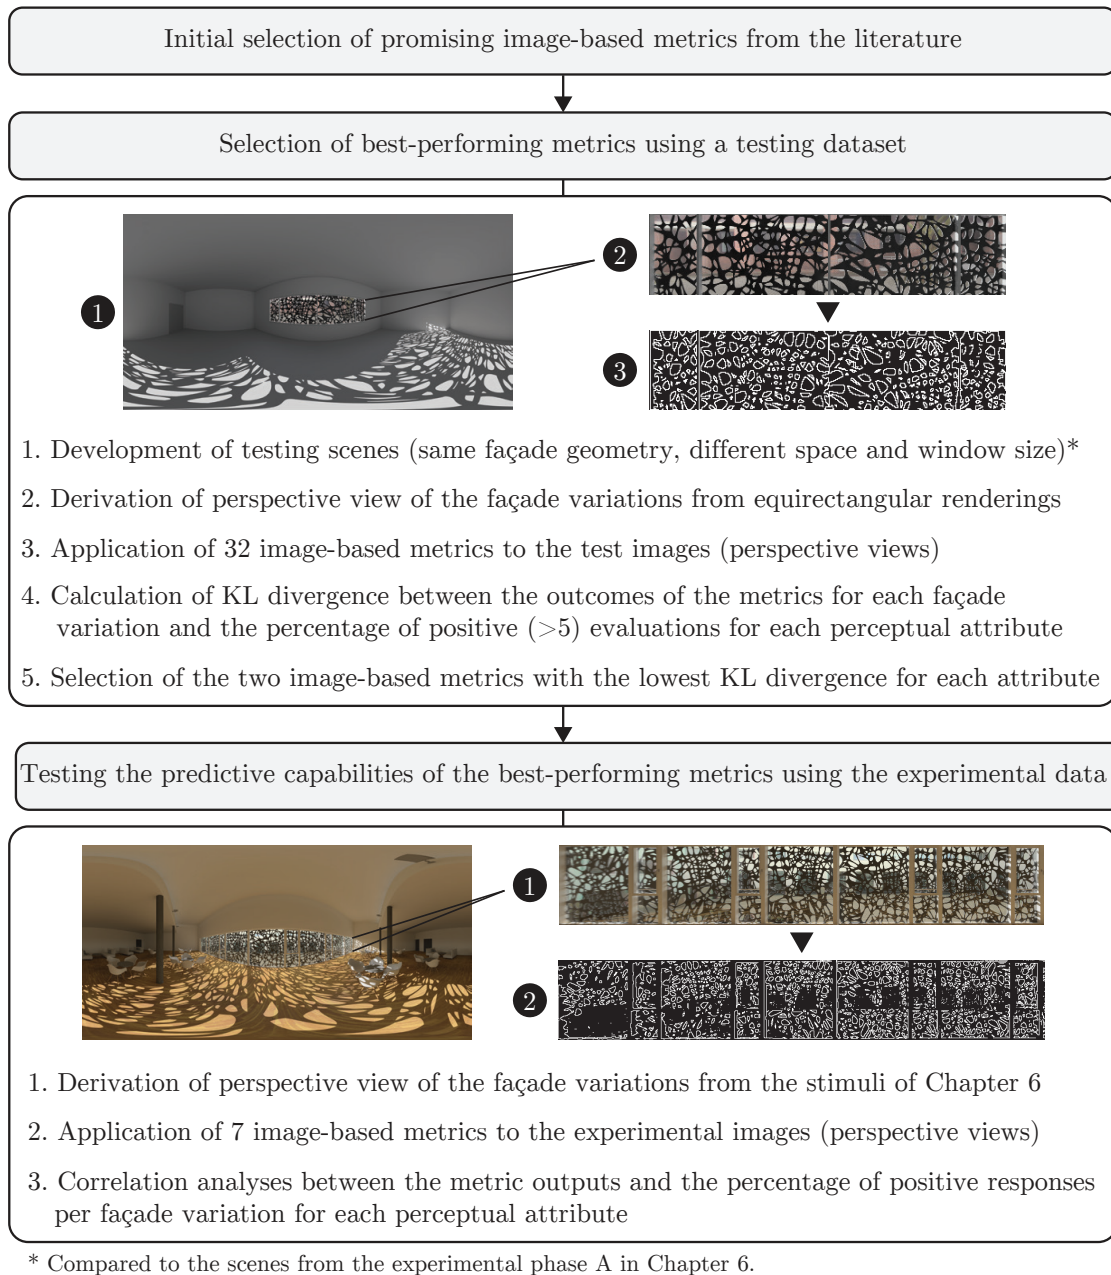 Initial selection of promising image-based metrics from the literature
Selection of best-performing metrics using a testing dataset
1
2
3
1. Development of testing scenes (same façade geometry, different space and window size)*
2. Derivation of perspective view of the façade variations from equirectangular renderings
3. Application of 32 image-based metrics to the test images (perspective views)
4. Calculation of KL divergence between the outcomes of the metrics for each façade
variation and the percentage of positive (>5) evaluations for each perceptual attribute
5. Selection of the two image-based metrics with the lowest KL divergence for each attribute
Testing the predictive capabilities of the best-performing metrics using the experimental data
1
2
1. Derivation of perspective view of the façade variations from the stimuli of Chapter 6
2. Application of 7 image-based metrics to the experimental images (perspective views)
3. Correlation analyses between the metric outputs and the percentage of positive responses
per façade variation for each perceptual attribute
* Compared to the scenes from the experimental phase A in Chapter 6.